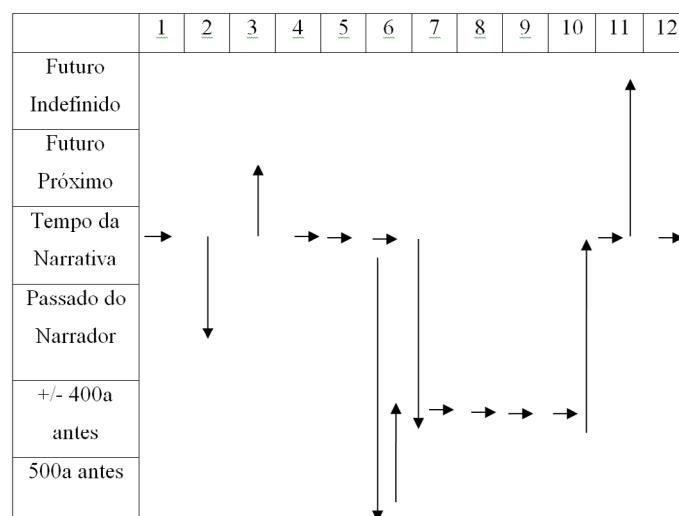 1 2 3 4 5 6 7 8 9 10 11 12
Futuro
Indefinido
Futuro
Próximo
Tempo da
Narrativa
Passado do
Narrador
+/- 400a
antes
500a antes